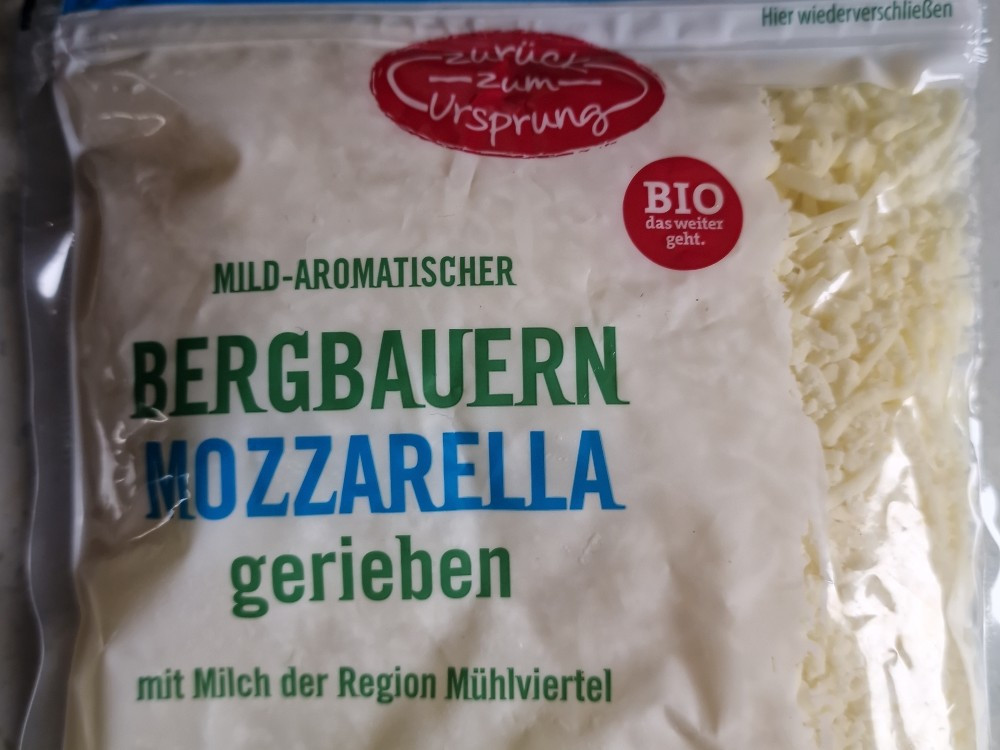 Hier wiederverschließen
zurück
zum
Ursprung
BIO
das weiter
geht.
MILD-AROMATISCHER
BERGBAUERN
MOZZARELLA
gerieben
mit Milch der Region Mühlviertel